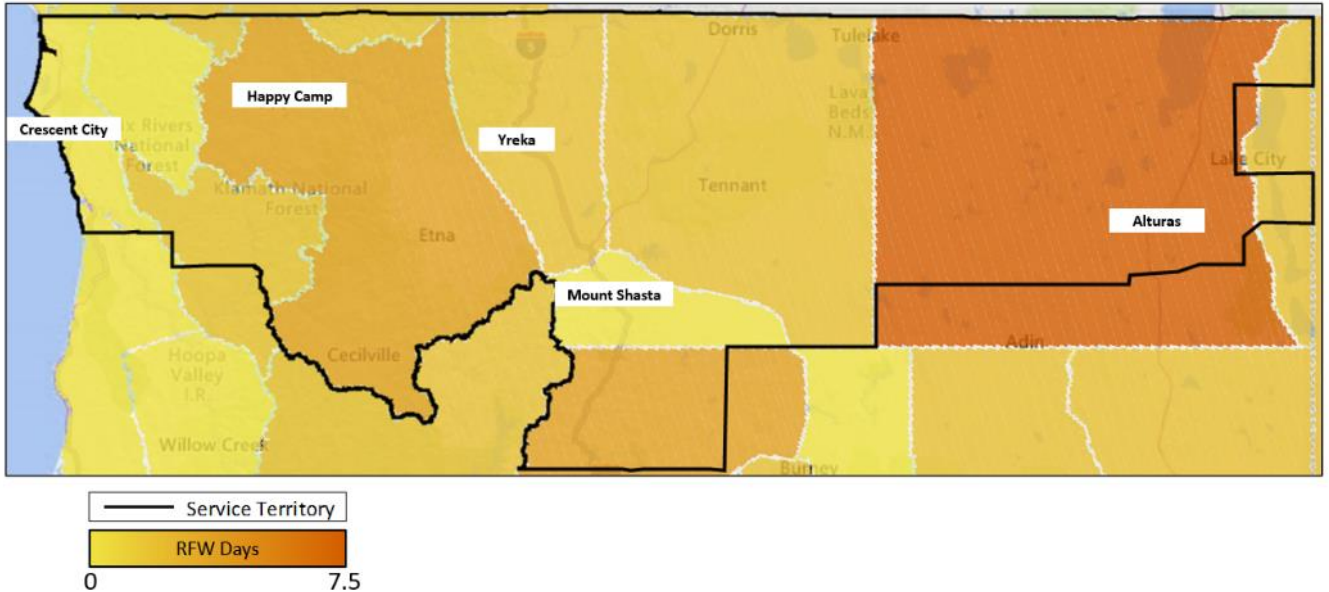 Dorris
Tulelake
Happy Camp
Lava
Beds
N.M.
Crescent City
ix Rivers
National
Forest
Yreka
Lake City
Klamath National
Forest
Tennant
Alturas
Etna
Mount Shasta
Adin
Hoopa
Valley
I.R.
Cecilville
Willow Creek
Burney
Service Territory
RFW Days
0
7.5